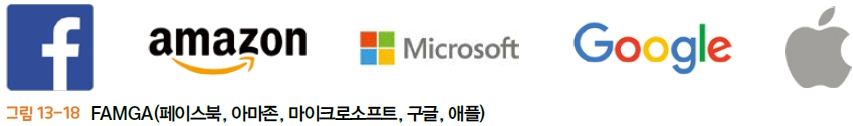 f amazon Microsoft Google
그림 13-18 FAMGA(페이스북, 아마존, 마이크로소프트, 구글, 애플)